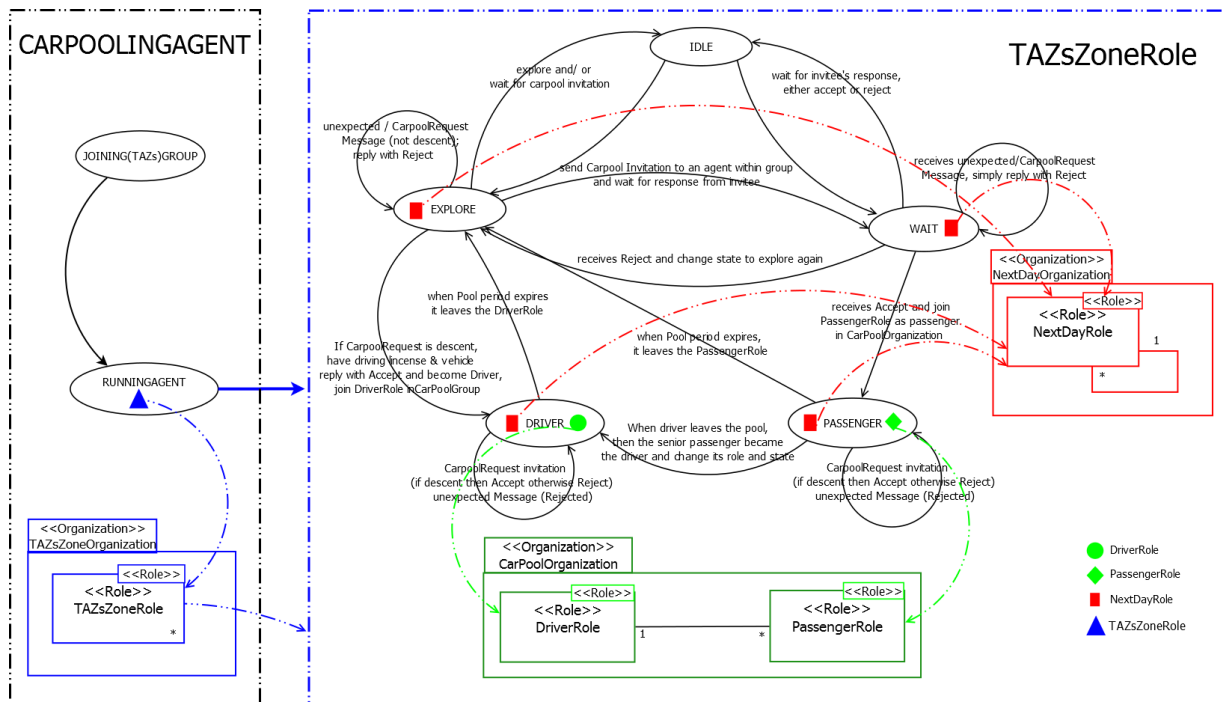 CARPOOLINGAGENT
JOINING(TAZs)GROUP
RUNNINGAGENT
<<Organization>>
TAZsZoneOrganization
<<Role>>
<<Role>>
TAZsZoneRole
*
TAZsZoneRole
IDLE
explore and/ or
wait for carpool invitation
wait for invitee's response,
either accept or reject
unexpected / CarpoolRequest
Message (not descent);
reply with Reject
send Carpool Invitation to an agent within group
and wait for response from invitee
receives unexpected/CarpoolRequest
Message, simply reply with Reject
EXPLORE
WAIT
receives Reject and change state to explore again
<<Organization>>
NextDayOrganization
<<Role>>
<<Role>>
NextDayRole
1
*
when Pool period expires
it leaves the DriverRole
receives Accept and join
PassengerRole as passenger
in CarPoolOrganization
when Pool period expires,
it leaves the PassengerRole
If CarpoolRequest is descent,
have driving incense & vehicle
reply with Accept and become Driver,
join DriverRole inCarPoolGroup
DRIVER
PASSENGER
When driver leaves the pool,
then the senior passenger became
the driver and change its role and state
CarpoolRequest invitation
(if descent then Accept otherwise Reject)
unexpected Message (Rejected)
CarpoolRequest invitation
(if descent then Accept otherwise Reject)
unexpected Message (Rejected)
<<Organization>>
CarPoolOrganization
<<Role>>
<<Role>>
DriverRole
1
*
<<Role>>
<<Role>>
PassengerRole
DriverRole
PassengerRole
NextDayRole
TAZsZoneRole